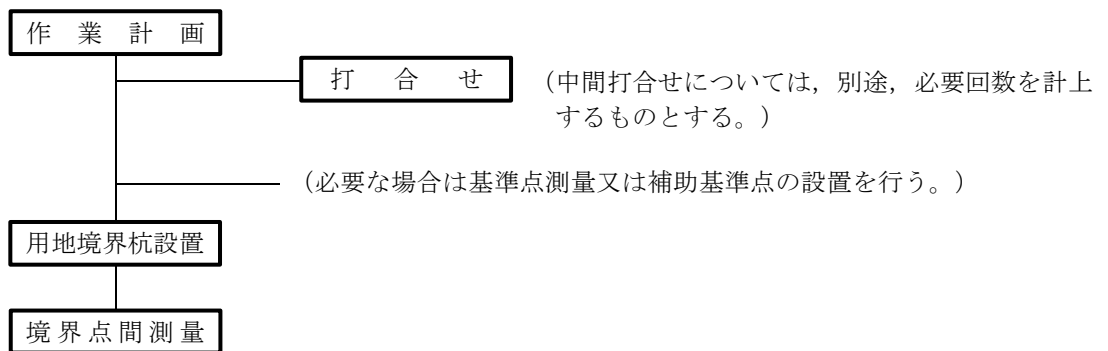 作業計画
打合せ
（中間打合せについては，別途，必要回数を計上
するものとする。）
（必要な場合は基準点測量又は補助基準点の設置を行う。）
用地境界杭設置
境界点間測量